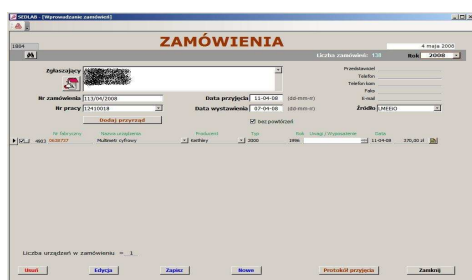 SEDLAB - [Wprowadzanie zamówień]
1864
ZAMÓWIENIA
4 maja 2008
Liczba zamówień: 138
Rok 2008
Zgłaszający
Przedstawiciel
Telefon
Telefon kom
Faks
E-mail
Nr zamówienia 113/04/2008
Data przyjęcia 11-04-08 (dd-mm-rr)
Nr pracy 12410018
Data wystawienia 07-04-08 (dd-mm-rr)
Źródło LMEEiO
Dodaj przyrząd
bez powtórzeń
Nr fabryczny Nazwa urządzenia Producent Typ Rok Uwagi / Wyposażenie Data
4803 0638737 Multimetr cyfrowy Keithley 2000 1996 11-04-08 370,00 zł
Liczba urządzeń w zamówieniu = 1
Usuń Edycja Zapisz Nowe Protokół przyjęcia Zamknij